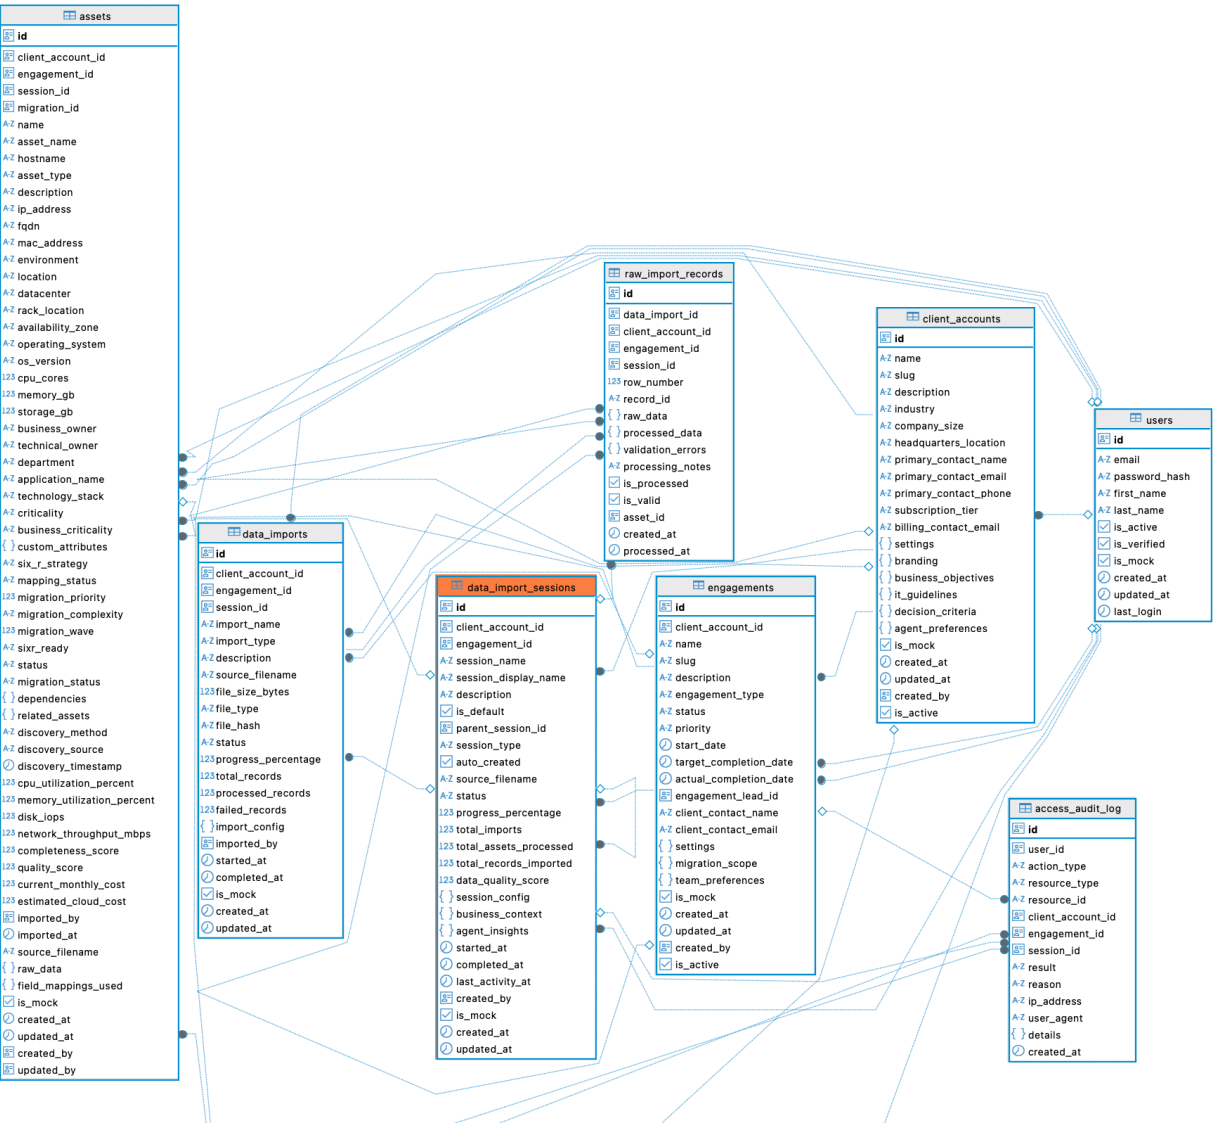 assets
id
client_account_id
engagement_id
session_id
migration_id
name
asset_name
hostname
asset_type
description
ip_address
fqdn
mac_address
environment
location
datacenter
rack_location
availability_zone
operating_system
os_version
cpu_cores
memory_gb
storage_gb
business_owner
technical_owner
department
application_name
technology_stack
criticality
business_criticality
custom_attributes
six_r_strategy
mapping_status
migration_priority
migration_complexity
migration_wave
sixr_ready
status
migration_status
dependencies
related_assets
discovery_method
discovery_source
discovery_timestamp
cpu_utilization_percent
memory_utilization_percent
disk_iops
network_throughput_mbps
completeness_score
quality_score
current_monthly_cost
estimated_cloud_cost
imported_by
imported_at
source_filename
raw_data
field_mappings_used
is_mock
created_at
updated_at
created_by
updated_by
data_imports
id
client_account_id
engagement_id
session_id
import_name
import_type
description
source_filename
file_size_bytes
file_type
file_hash
status
progress_percentage
total_records
processed_records
failed_records
import_config
imported_by
started_at
completed_at
is_mock
created_at
updated_at
data_import_sessions
id
client_account_id
engagement_id
session_name
session_display_name
description
is_default
parent_session_id
session_type
auto_created
source_filename
status
progress_percentage
total_imports
total_assets_processed
total_records_imported
data_quality_score
session_config
business_context
agent_insights
started_at
completed_at
last_activity_at
created_by
is_mock
created_at
updated_at
raw_import_records
id
data_import_id
client_account_id
engagement_id
session_id
row_number
record_id
raw_data
processed_data
validation_errors
processing_notes
is_processed
is_valid
asset_id
created_at
processed_at
engagements
id
client_account_id
name
slug
description
engagement_type
status
priority
start_date
target_completion_date
actual_completion_date
engagement_lead_id
client_contact_name
client_contact_email
settings
migration_scope
team_preferences
is_mock
created_at
updated_at
created_by
is_active
client_accounts
id
name
slug
description
industry
company_size
headquarters_location
primary_contact_name
primary_contact_email
primary_contact_phone
subscription_tier
billing_contact_email
settings
branding
business_objectives
it_guidelines
decision_criteria
agent_preferences
is_mock
created_at
updated_at
created_by
is_active
users
id
email
password_hash
first_name
last_name
is_active
is_verified
is_mock
created_at
updated_at
last_login
access_audit_log
id
user_id
action_type
resource_type
resource_id
client_account_id
engagement_id
session_id
result
reason
ip_address
user_agent
details
created_at